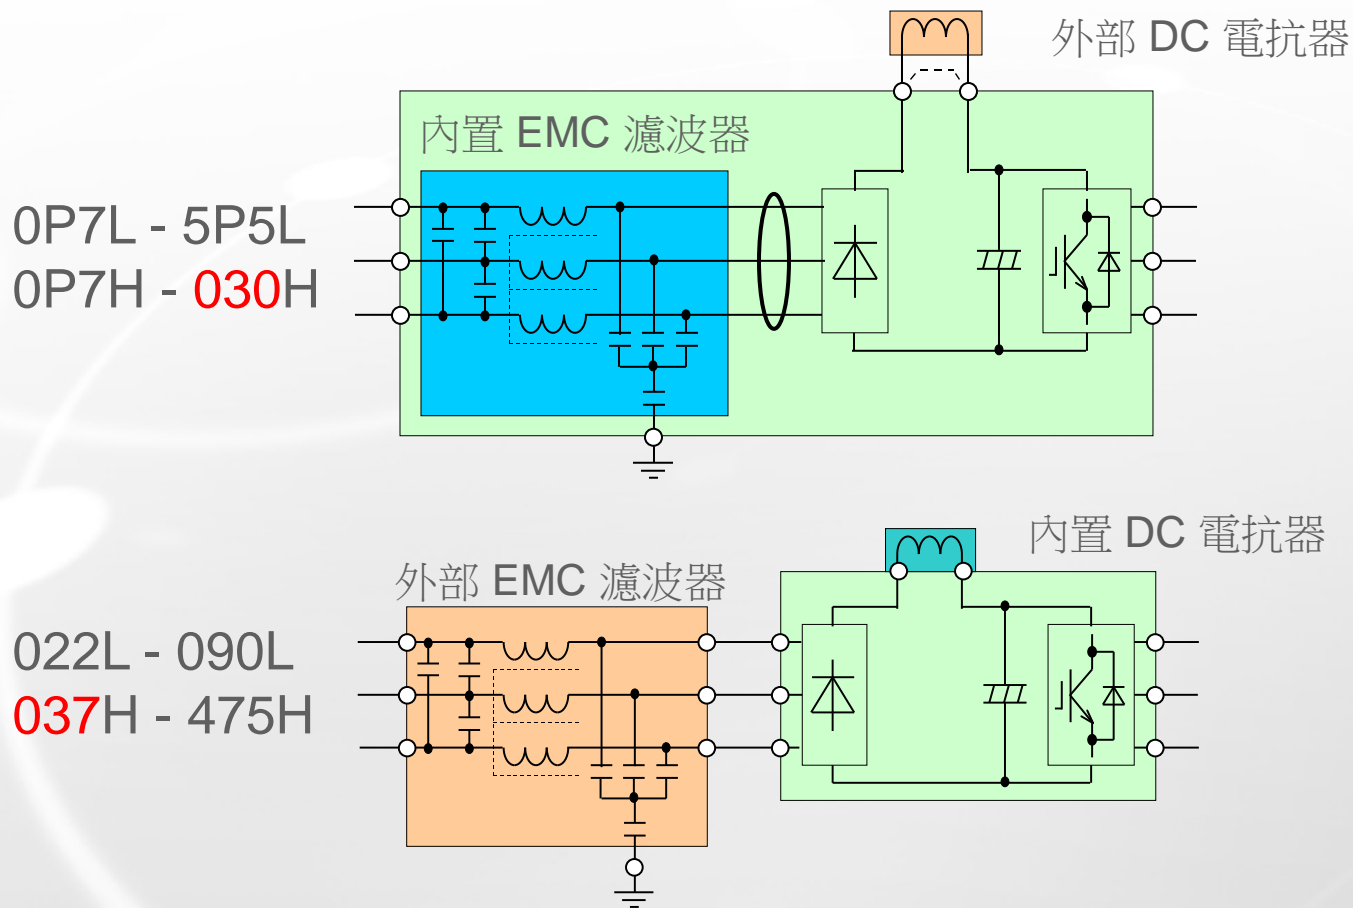 外部 DC 電抗器
內置 EMC 濾波器
0P7L - 5P5L
0P7H - 030H
內置 DC 電抗器
外部 EMC 濾波器
022L - 090L
037H - 475H